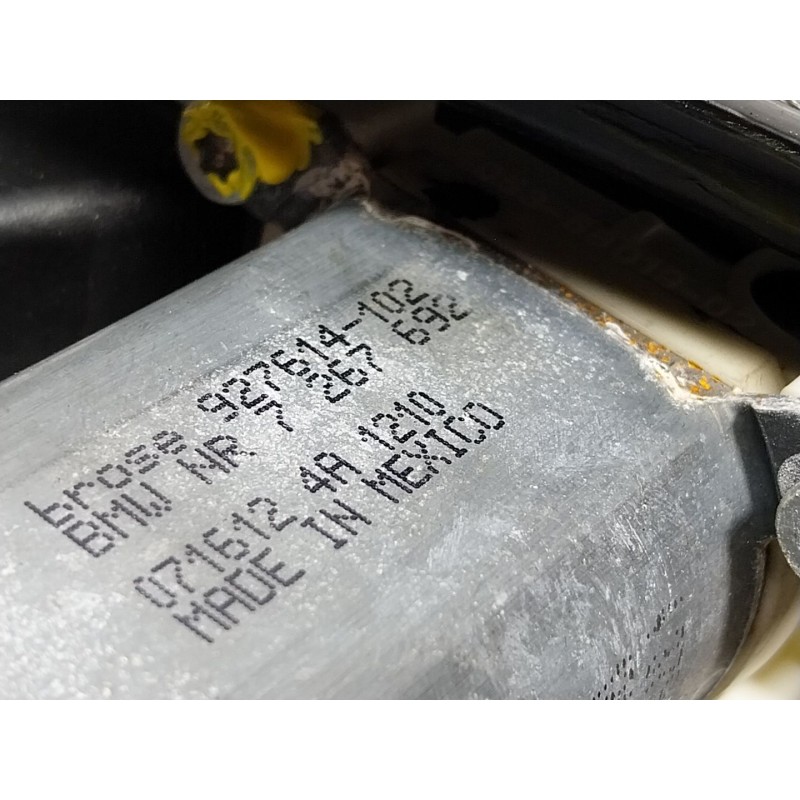 brose 927614-102
BMW NR 7 267 692
071612 4A 1210
MADE IN MEXICO